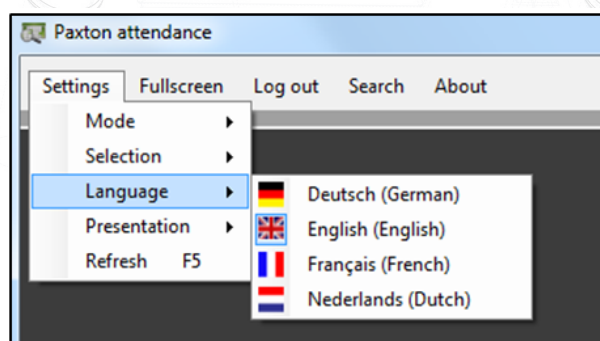 Paxton attendance
Settings Fullscreen Log out Search About
Mode
Selection
Language
Presentation
Refresh F5
Deutsch (German)
English (English)
Français (French)
Nederlands (Dutch)